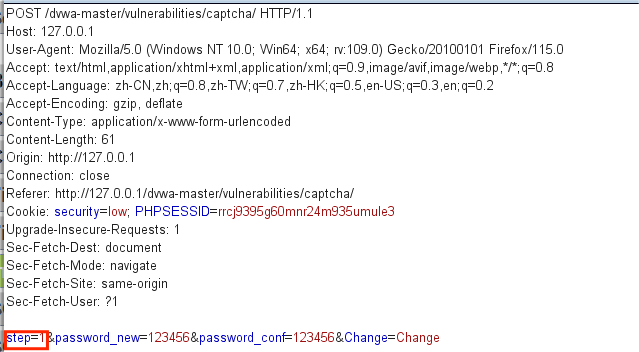 POST /dvwa-master/vulnerabilities/captcha/ HTTP/1.1
Host: 127.0.0.1
User-Agent: Mozilla/5.0 (Windows NT 10.0; Win64; x64; rv:109.0) Gecko/20100101 Firefox/115.0
Accept: text/html,application/xhtml+xml,application/xml;q=0.9,image/avif,image/webp,*/*;q=0.8
Accept-Language: zh-CN,zh;q=0.8,zh-TW;q=0.7,zh-HK;q=0.5,en-US;q=0.3,en;q=0.2
Accept-Encoding: gzip, deflate
Content-Type: application/x-www-form-urlencoded
Content-Length: 61
Origin: http://127.0.0.1
Connection: close
Referer: http://127.0.0.1/dvwa-master/vulnerabilities/captcha/
Cookie: security=low; PHPSESSID=rrcj9395g60mnr24m935umule3
Upgrade-Insecure-Requests: 1
Sec-Fetch-Dest: document
Sec-Fetch-Mode: navigate
Sec-Fetch-Site: same-origin
Sec-Fetch-User: ?1
step=1&password_new=123456&password_conf=123456&Change=Change